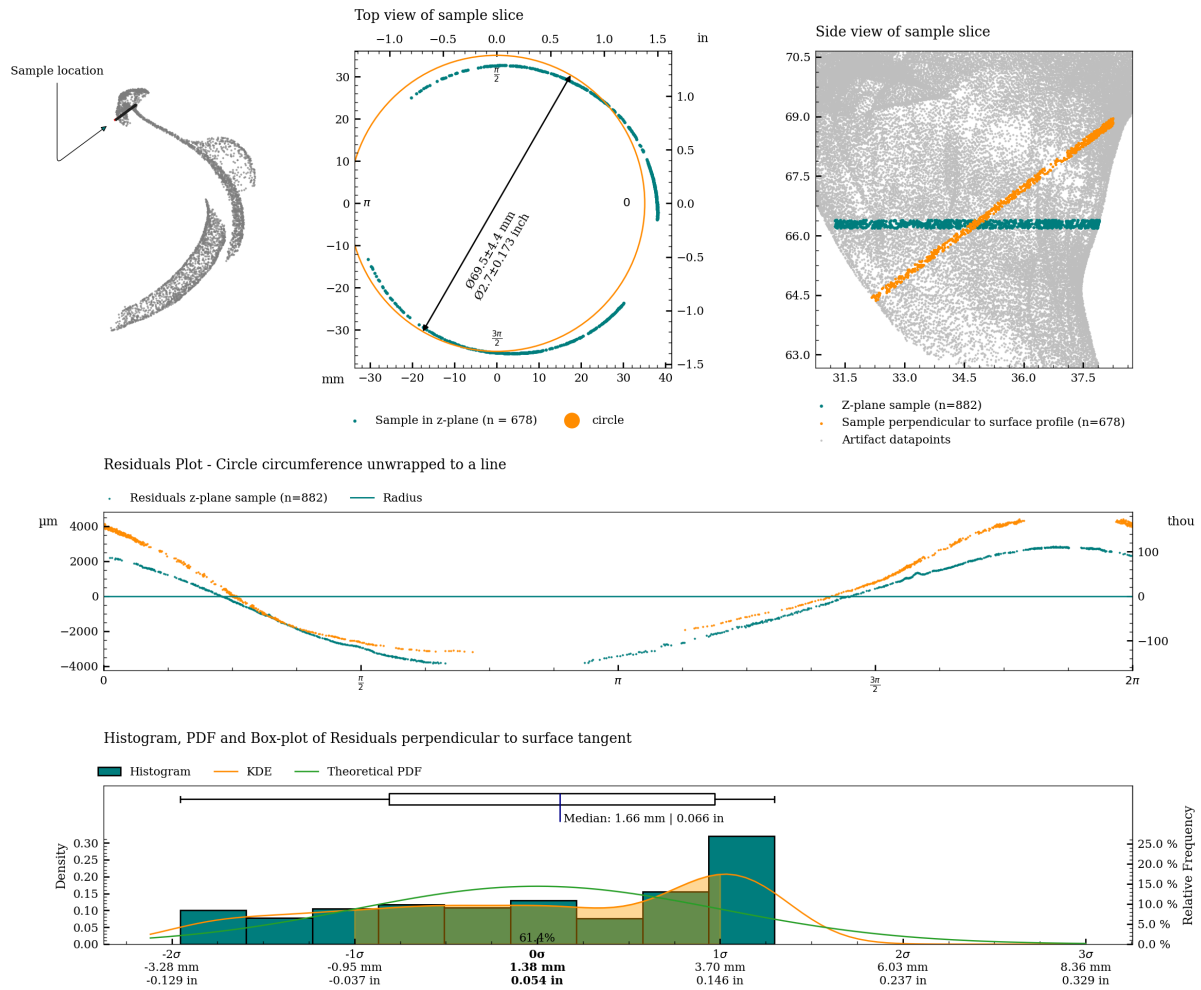 Top view of sample slice
Side view of sample slice
Sample location
−1.0 −0.5 0.0 0.5 1.0 1.5 in
30
20
10
0
−10
−20
−30
mm
−30 −20 −10 0 10 20 30 40
1.0
0.5
0.0
−0.5
−1.0
−1.5
π/2
π
0
3π/2
Ø69.5±4.4 mm
Ø2.7±0.173 inch
70.5
69.0
67.5
66.0
64.5
63.0
31.5 33.0 34.5 36.0 37.5
Sample in z-plane (n = 678) circle
Z-plane sample (n=882)
Sample perpendicular to surface profile (n=678)
Artifact datapoints
Residuals Plot - Circle circumference unwrapped to a line
Residuals z-plane sample (n=882) Radius
µm
4000
2000
0
−2000
−4000
thou
100
0
−100
0 π/2 π 3π/2 2π
Histogram, PDF and Box-plot of Residuals perpendicular to surface tangent
Histogram KDE Theoretical PDF
Median: 1.66 mm | 0.066 in
Density
0.30
0.25
0.20
0.15
0.10
0.05
0.00
Relative Frequency
25.0 %
20.0 %
15.0 %
10.0 %
5.0 %
0.0 %
61.4%
-2σ -1σ 0σ 1σ 2σ 3σ
-3.28 mm -0.95 mm 1.38 mm 3.70 mm 6.03 mm 8.36 mm
-0.129 in -0.037 in 0.054 in 0.146 in 0.237 in 0.329 in